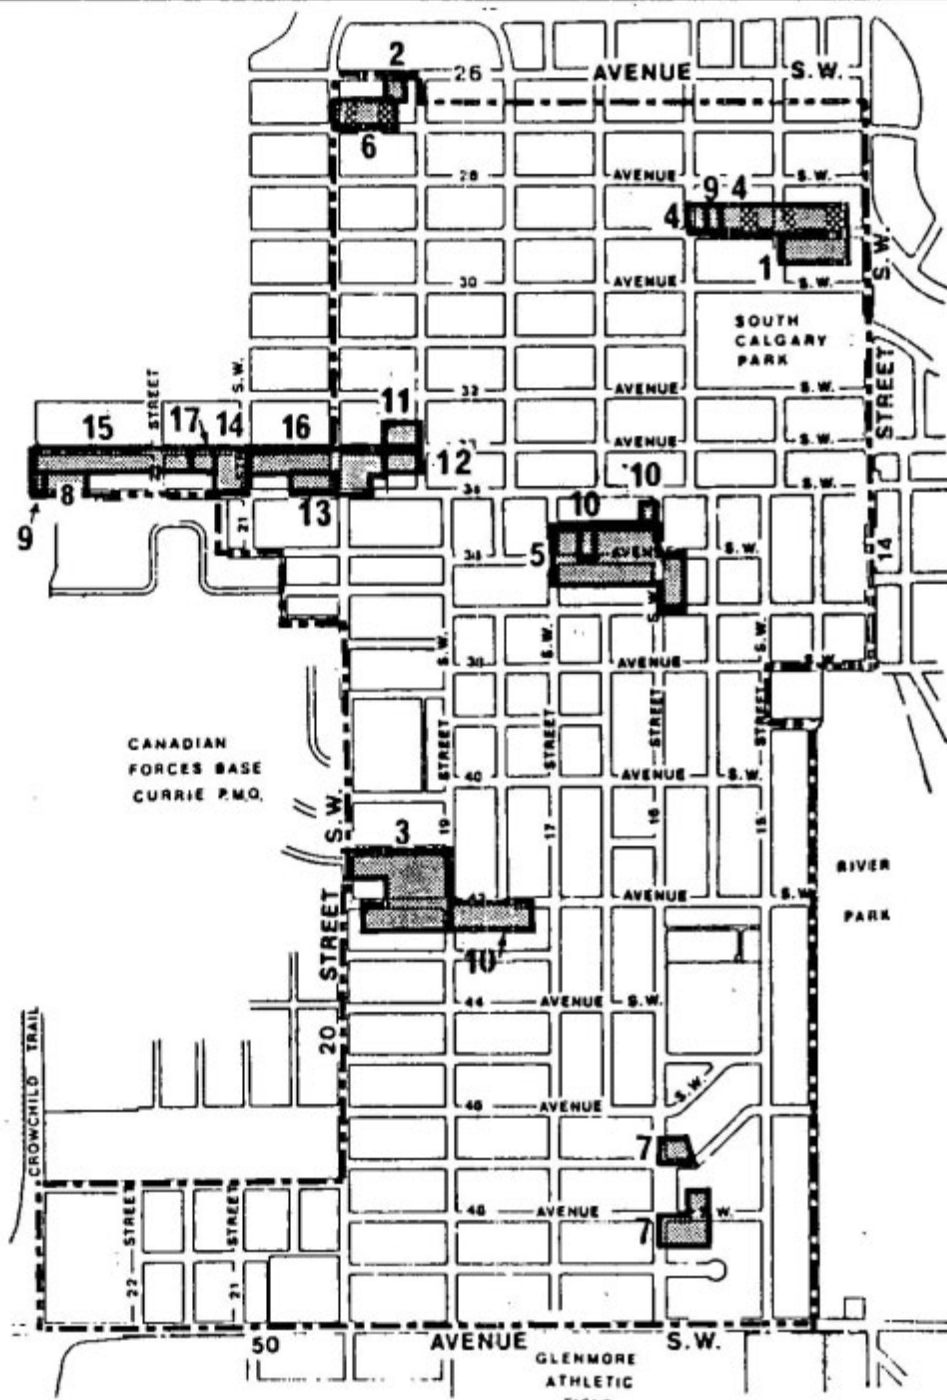 2
26 AVENUE S.W.
6
28 AVENUE S.W.
9 4
4
1
S.W.
30 AVENUE S.W.
SOUTH
CALGARY
PARK
STREET
S.W.
STREET
32 AVENUE S.W.
11
15 17 14 16
AVENUE S.W.
12
34 S.W.
10
9 8 13 10
21
5
AVENUE S.W.
14
S.W.
S.W.
S.W.
S.W.
38 AVENUE S.W.
STREET
STREET
STREET
STREET
CANADIAN
FORCES BASE
CURRIE P.M.Q.
40 AVENUE S.W.
S.W.
3
19
17
16
15
RIVER
PARK
42 AVENUE S.W.
STREET
10
44 AVENUE S.W.
20
CROWCHILD TRAIL
S.W.
46 AVENUE
7
48 AVENUE S.W.
STREET
STREET
7
22
21
50 AVENUE S.W.
GLENMORE
ATHLETIC